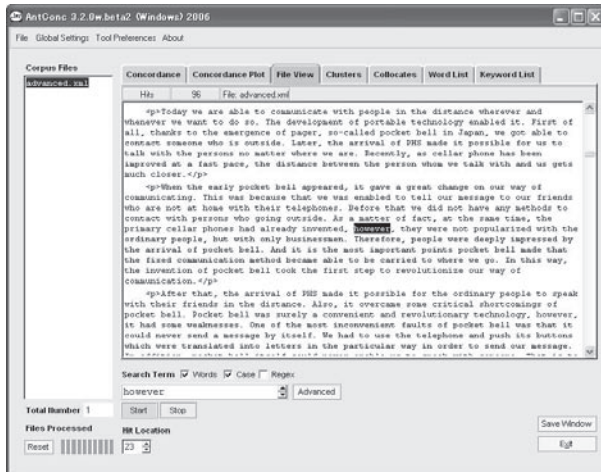 AntConc 3.2.0w.beta2 (Windows) 2006
File Global Settings Tool Preferences About
Corpus Files
advanced.xml
Concordance Concordance Plot File View Clusters Collocates Word List Keyword List
Hits 96 File: advanced.xml
<p>Today we are able to communicate with people in the distance wherever and
whenever we want to do so. The development of portable technology enabled it. First of
all, thanks to the emergence of pager, so-called pocket bell in Japan, we got able to
contact someone who is outside. Later, the arrival of PHS made it possible for us to
talk with the persons no matter where we are. Recently, as cellar phone has been
improved at a fast pace, the distance between the person whom we talk with and us gets
much closer.</p>
<p>When the early pocket bell appeared, it gave a great change on our way of
communicating. This was because that we was enabled to tell our message to our friends
who are not at home with their telephones. Before that we did not have any methods to
contact with persons who going outside. As a matter of fact, at the same time, the
primary cellar phones had already invented, however, they were not popularized with the
ordinary people, but with only businessmen. Therefore, people were deeply impressed by
the arrival of pocket bell. And it is the most important points pocket bell made that
the fixed communication method became able to be carried to where we go. In this way,
the invention of pocket bell took the first step to revolutionize our way of
communication.</p>
<p>After that, the arrival of PHS made it possible for the ordinary people to speak
with their friends in the distance. Also, it overcame some critical shortcomings of
pocket bell. Pocket bell was surely a convenient and revolutionary technology, however,
it had some weaknesses. One of the most inconvenient faults of pocket bell was that it
could never send a message by itself. We had to use the telephone and push its buttons
which were translated into letters in the particular way in order to send our message.
Search Term Words Case Regex
however Advanced
Total Number 1
Start Stop
Files Processed
Hit Location
Save Window
Reset
23
Exit